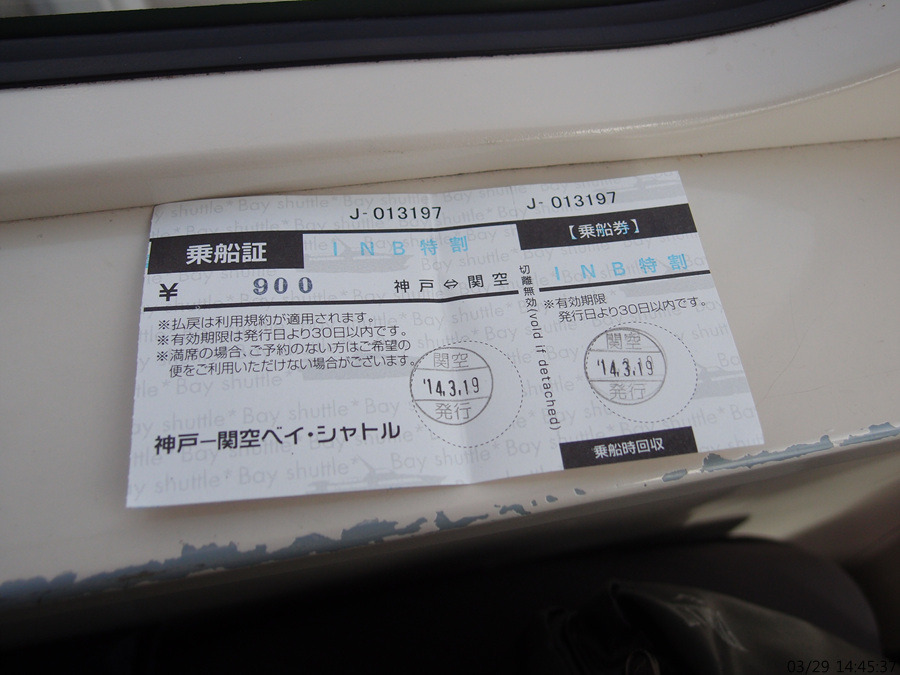 J- 013197
乗船証
INB特割
¥ 900
神戸⇔関空
※払戻は利用規約が適用されます。
※有効期限は発行日より30日以内です。
※満席の場合、ご予約のない方はご希望の
便をご利用いただけない場合がございます。
関空
'14.3.19
発行
神戸ー関空ベイ・シャトル
切離無効(void if detached)
J- 013197
【乗船券】
INB特割
※有効期限
発行日より30日以内です。
関空
'14.3.19
発行
乗船時回収
Bay shuttle* Bay shuttle* Bay shuttle
03/29 14:45:37